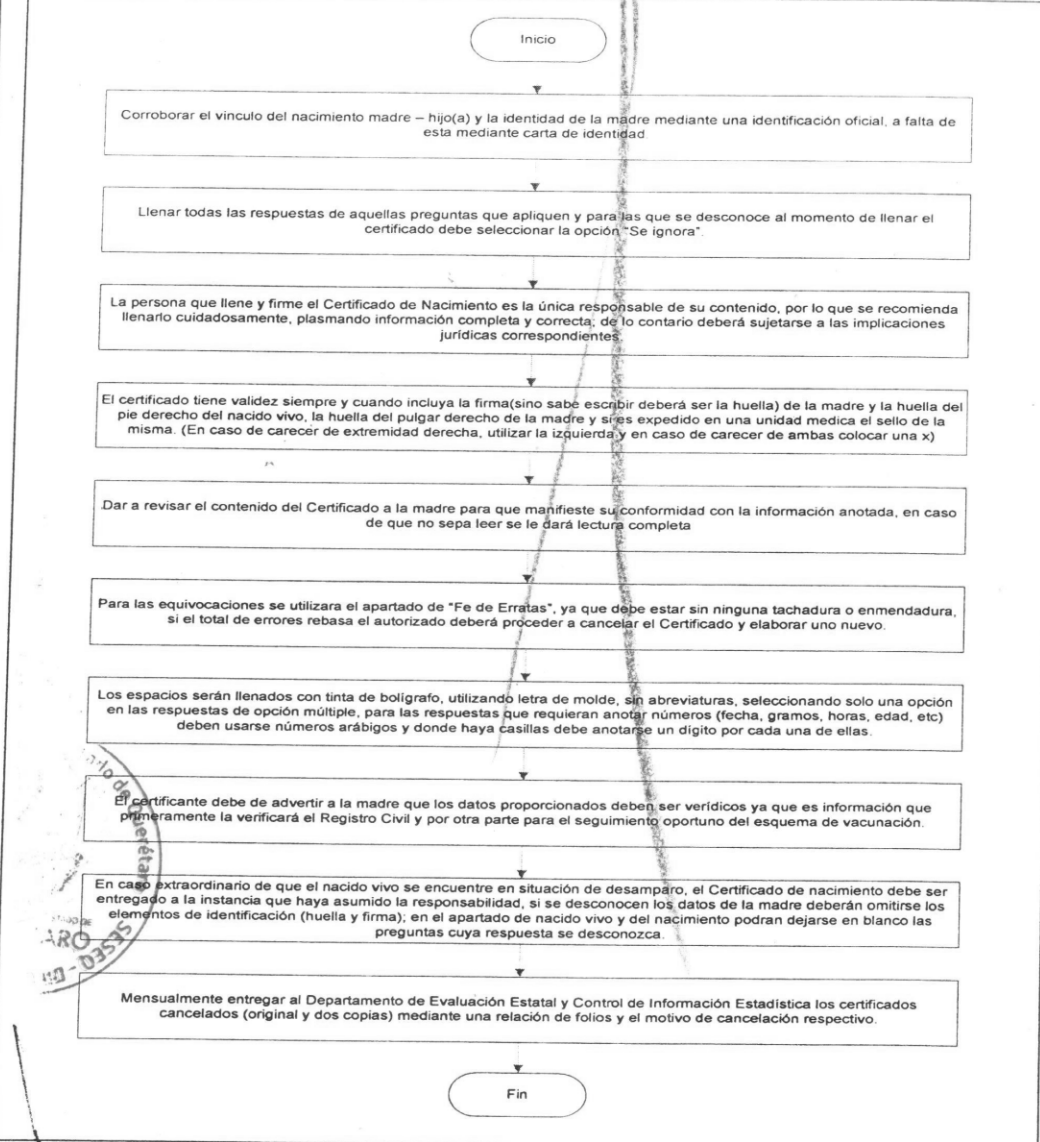 Inicio
Corroborar el vinculo del nacimiento madre – hijo(a) y la identidad de la madre mediante una identificación oficial, a falta de
esta mediante carta de identidad.
Llenar todas las respuestas de aquellas preguntas que apliquen y para las que se desconoce al momento de llenar el
certificado debe seleccionar la opción "Se ignora".
La persona que llene y firme el Certificado de Nacimiento es la única responsable de su contenido, por lo que se recomienda
llenarlo cuidadosamente, plasmando información completa y correcta, de lo contario deberá sujetarse a las implicaciones
jurídicas correspondientes.
El certificado tiene validez siempre y cuando incluya la firma(sino sabe escribir deberá ser la huella) de la madre y la huella del
pie derecho del nacido vivo, la huella del pulgar derecho de la madre y si es expedido en una unidad medica el sello de la
misma. (En caso de carecer de extremidad derecha, utilizar la izquierda y en caso de carecer de ambas colocar una x)
Dar a revisar el contenido del Certificado a la madre para que manifieste su conformidad con la información anotada, en caso
de que no sepa leer se le dará lectura completa
Para las equivocaciones se utilizara el apartado de "Fe de Erratas", ya que debe estar sin ninguna tachadura o enmendadura,
si el total de errores rebasa el autorizado deberá proceder a cancelar el Certificado y elaborar uno nuevo.
Los espacios serán llenados con tinta de bolígrafo, utilizando letra de molde, sin abreviaturas, seleccionando solo una opción
en las respuestas de opción múltiple, para las respuestas que requieran anotar números (fecha, gramos, horas, edad, etc)
deben usarse números arábigos y donde haya casillas debe anotarse un digito por cada una de ellas.
El certificante debe de advertir a la madre que los datos proporcionados deben ser verídicos ya que es información que
primeramente la verificará el Registro Civil y por otra parte para el seguimiento oportuno del esquema de vacunación.
En caso extraordinario de que el nacido vivo se encuentre en situación de desamparo, el Certificado de nacimiento debe ser
entregado a la instancia que haya asumido la responsabilidad, si se desconocen los datos de la madre deberán omitirse los
elementos de identificación (huella y firma); en el apartado de nacido vivo y del nacimiento podran dejarse en blanco las
preguntas cuya respuesta se desconozca.
de Querétaro
SESEQ
Mensualmente entregar al Departamento de Evaluación Estatal y Control de Información Estadística los certificados
cancelados (original y dos copias) mediante una relación de folios y el motivo de cancelación respectivo.
Fin